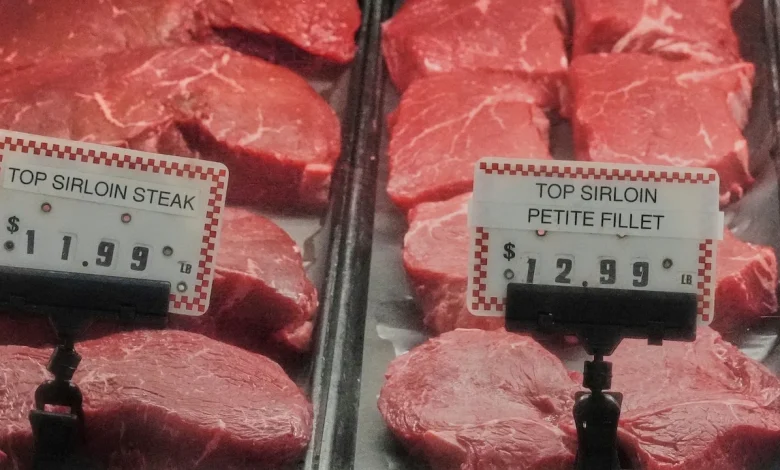 TOP SIRLOIN STEAK
$ 11.99 LB
TOP SIRLOIN
PETITE FILLET
$ 12.99 LB